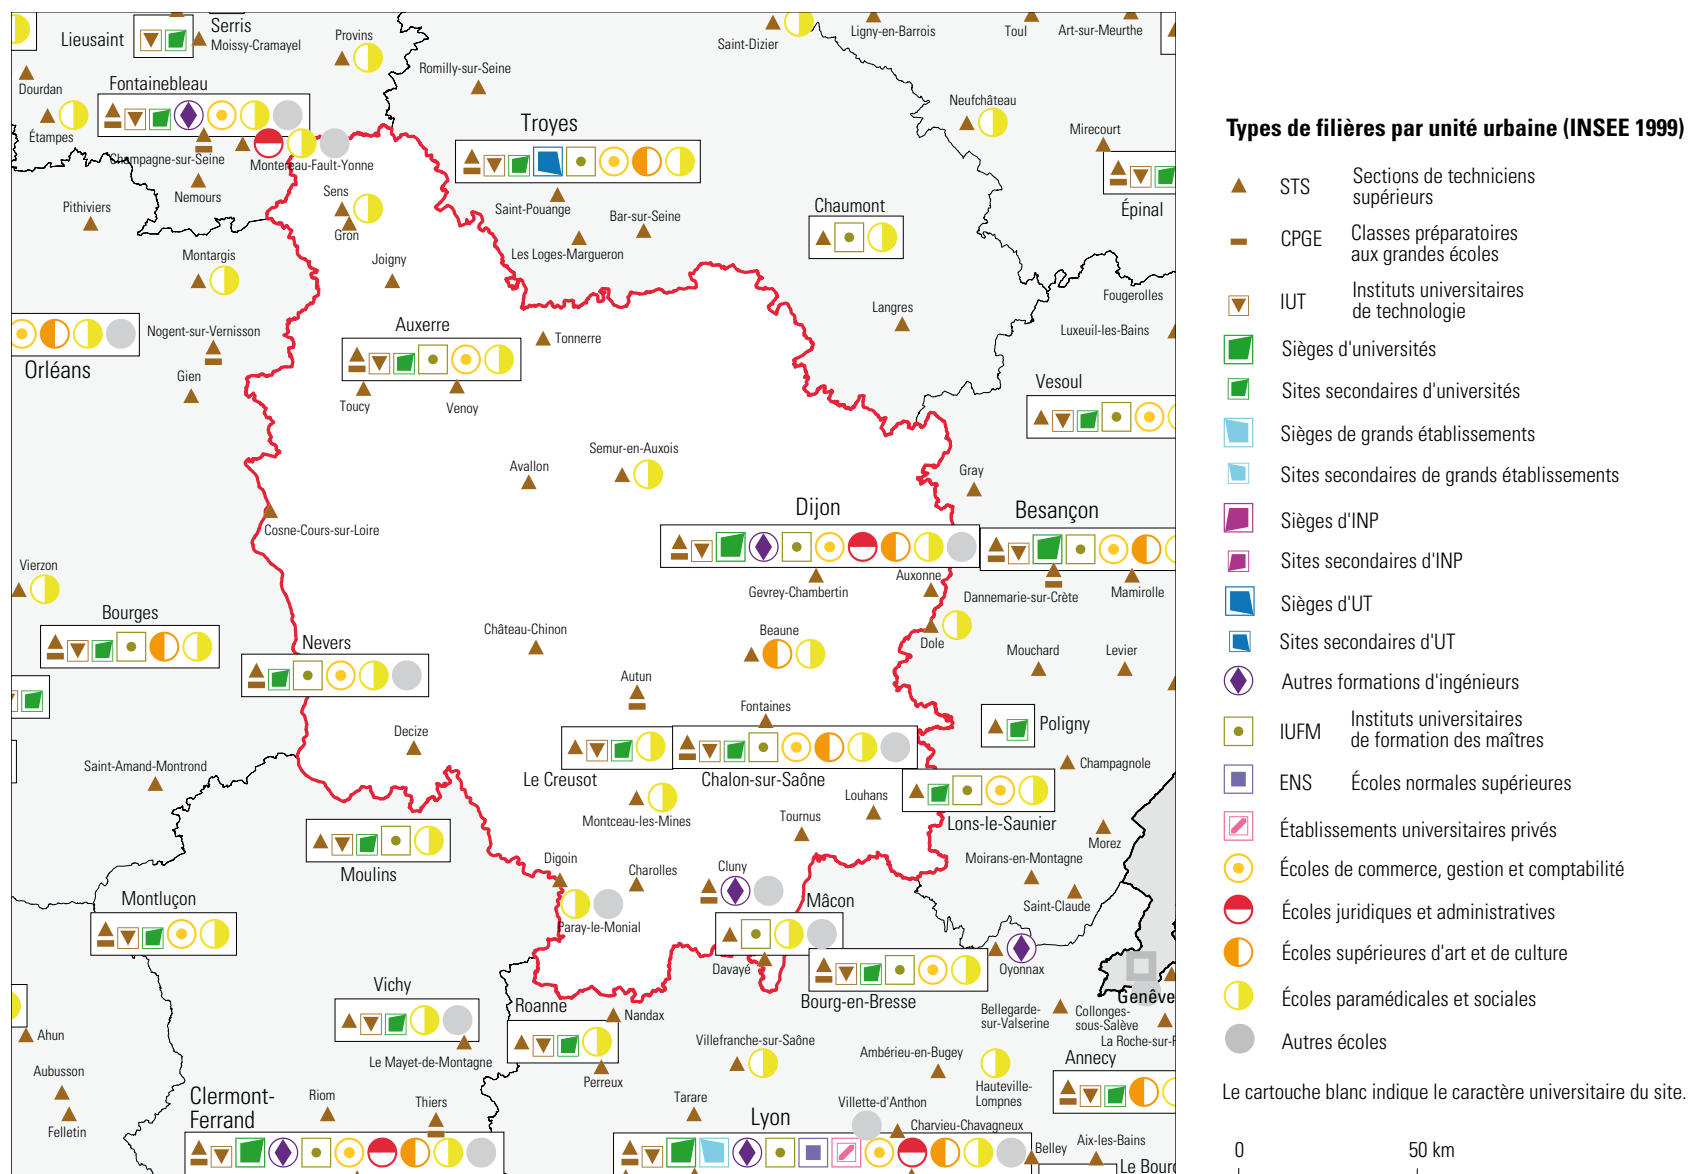 Serris
Lieusaint
Moissy-Cramayel
Provins
Saint-Dizier
Ligny-en-Barrois
Toul
Art-sur-Meurthe
Romilly-sur-Seine
Dourdan
Fontainebleau
Étampes
Neufchâteau
Mirecourt
Troyes
Champagne-sur-Seine
Montereau-Fault-Yonne
Nemours
Sens
Pithiviers
Saint-Pouange
Bar-sur-Seine
Chaumont
Épinal
Gron
Montargis
Joigny
Les Loges-Margueron
Langres
Fougerolles
Luxeuil-les-Bains
Nogent-sur-Vernisson
Auxerre
Tonnerre
Orléans
Gien
Vesoul
Toucy
Venoy
Semur-en-Auxois
Avallon
Gray
Dijon
Besançon
Cosne-Cours-sur-Loire
Vierzon
Auxonne
Gevrey-Chambertin
Dannemarie-sur-Crète
Mamirolle
Bourges
Nevers
Château-Chinon
Beaune
Dole
Mouchard
Levier
Autun
Fontaines
Poligny
Decize
Saint-Amand-Montrond
Le Creusot
Chalon-sur-Saône
Champagnole
Louhans
Montceau-les-Mines
Tournus
Lons-le-Saunier
Morez
Moulins
Digoin
Charolles
Cluny
Moirans-en-Montagne
Montluçon
Mâcon
Saint-Claude
Paray-le-Monial
Davayé
Oyonnax
Vichy
Roanne
Bourg-en-Bresse
Genêve
Nandax
Bellegarde-
sur-Valserine
Collonges-
sous-Salève
Ahun
Le Mayet-de-Montagne
Villefranche-sur-Saône
Ambérieu-en-Bugey
La Roche-sur-F
Annecy
Aubusson
Perreux
Hauteville-
Lompnes
Clermont-
Ferrand
Riom
Thiers
Tarare
Villette-d'Anthon
Felletin
Lyon
Charvieu-Chavagneux
Belley
Aix-les-Bains
Le Bourg
Types de filières par unité urbaine (INSEE 1999)
STS Sections de techniciens
supérieurs
CPGE Classes préparatoires
aux grandes écoles
IUT Instituts universitaires
de technologie
Sièges d'universités
Sites secondaires d'universités
Sièges de grands établissements
Sites secondaires de grands établissements
Sièges d'INP
Sites secondaires d'INP
Sièges d'UT
Sites secondaires d'UT
Autres formations d'ingénieurs
IUFM Instituts universitaires
de formation des maîtres
ENS Écoles normales supérieures
Établissements universitaires privés
Écoles de commerce, gestion et comptabilité
Écoles juridiques et administratives
Écoles supérieures d'art et de culture
Écoles paramédicales et sociales
Autres écoles
Le cartouche blanc indique le caractère universitaire du site.
0 50 km